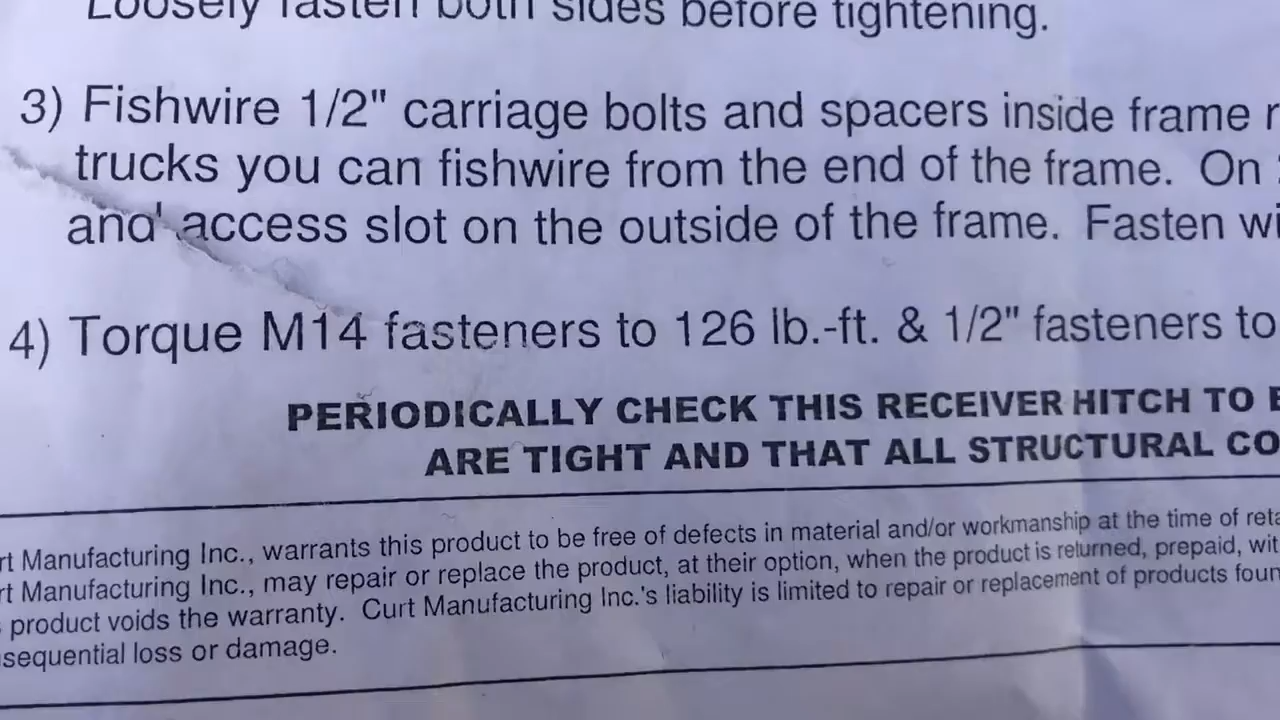 Loosely fasten both sides before tightening.
3) Fishwire 1/2" carriage bolts and spacers inside frame
trucks you can fishwire from the end of the frame. On
and access slot on the outside of the frame. Fasten
4) Torque M14 fasteners to 126 lb.-ft. & 1/2" fasteners to
PERIODICALLY CHECK THIS RECEIVER HITCH TO
ARE TIGHT AND THAT ALL STRUCTURAL
Manufacturing Inc., warrants this product to be free of defects in material and/or workmanship at the time of
Manufacturing Inc., may repair or replace the product, at their option, when the product is returned, prepaid,
product voids the warranty. Curt Manufacturing Inc.'s liability is limited to repair or replacement of products
sequential loss or damage.